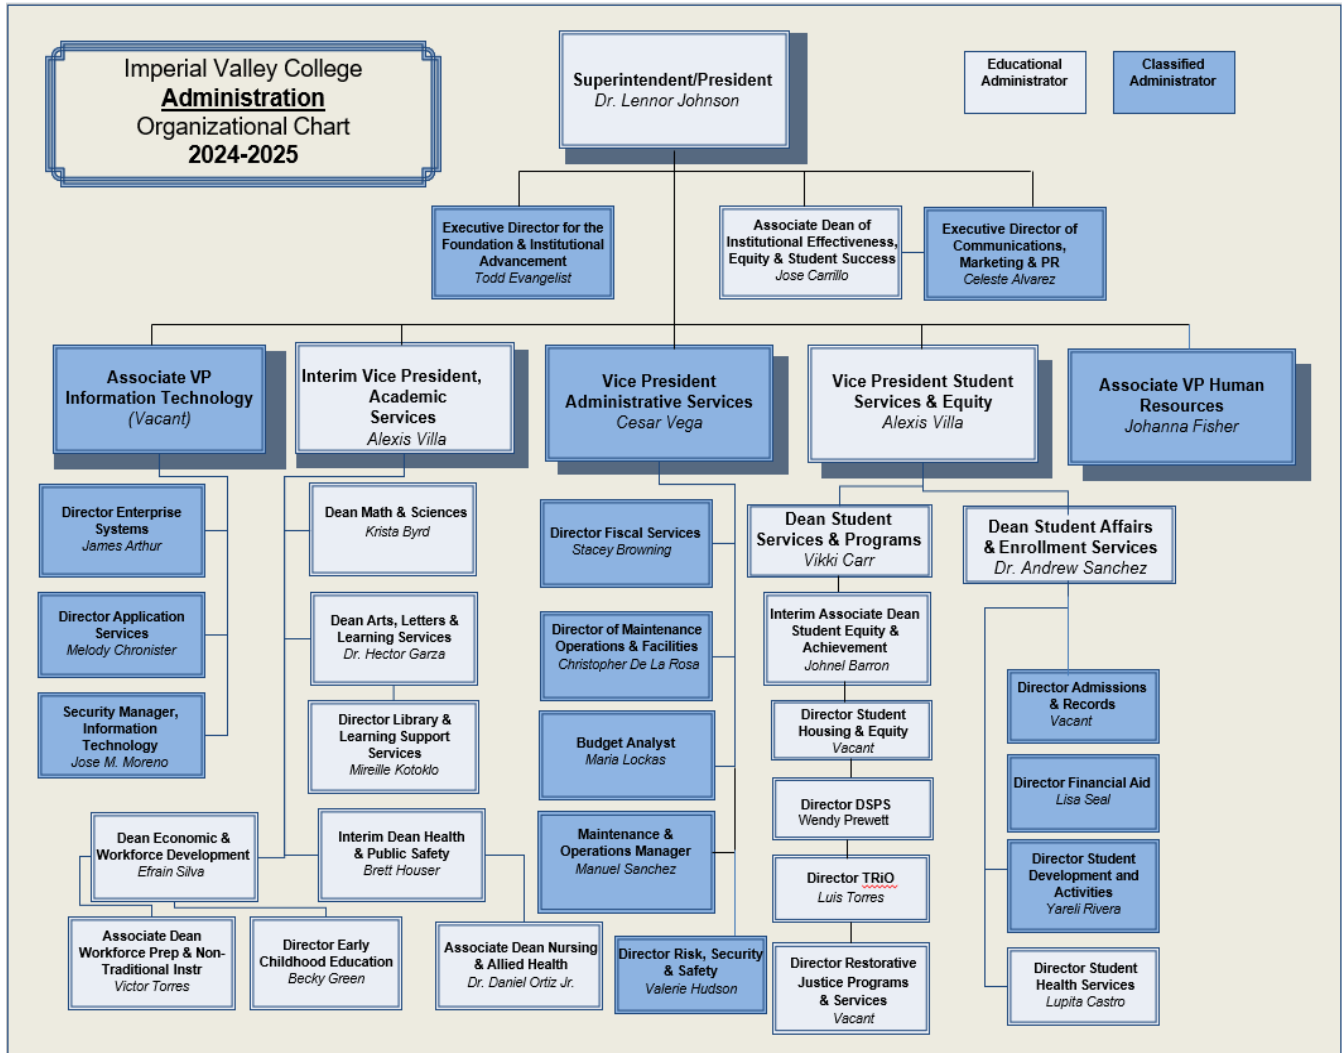 Imperial Valley College
Administration
Organizational Chart
2024-2025
Superintendent/President
Dr. Lennor Johnson
Educational
Administrator
Classified
Administrator
Executive Director for the
Foundation & Institutional
Advancement
Todd Evangelist
Associate Dean of
Institutional Effectiveness,
Equity & Student Success
Jose Carrillo
Executive Director of
Communications,
Marketing & PR
Celeste Alvarez
Associate VP
Information Technology
(Vacant)
Interim Vice President,
Academic
Services
Alexis Villa
Vice President
Administrative Services
Cesar Vega
Vice President Student
Services & Equity
Alexis Villa
Associate VP Human
Resources
Johanna Fisher
Director Enterprise
Systems
James Arthur
Director Application
Services
Melody Chronister
Security Manager,
Information
Technology
Jose M. Moreno
Dean Math & Sciences
Krista Byrd
Dean Arts, Letters &
Learning Services
Dr. Hector Garza
Director Library &
Learning Support
Services
Mireille Kotoklo
Dean Economic &
Workforce Development
Efrain Silva
Interim Dean Health
& Public Safety
Brett Houser
Associate Dean
Workforce Prep & Non-
Traditional Instr
Victor Torres
Director Early
Childhood Education
Becky Green
Associate Dean Nursing
& Allied Health
Dr. Daniel Ortiz Jr.
Director Fiscal Services
Stacey Browning
Director of Maintenance
Operations & Facilities
Christopher De La Rosa
Budget Analyst
Maria Lockas
Maintenance &
Operations Manager
Manuel Sanchez
Director Risk, Security
& Safety
Valerie Hudson
Dean Student
Services & Programs
Vikki Carr
Interim Associate Dean
Student Equity &
Achievement
Johnel Barron
Director Student
Housing & Equity
Vacant
Director DSPS
Wendy Prewett
Director TRiO
Luis Torres
Director Restorative
Justice Programs
& Services
Vacant
Dean Student Affairs
& Enrollment Services
Dr. Andrew Sanchez
Director Admissions
& Records
Vacant
Director Financial Aid
Lisa Seal
Director Student
Development and
Activities
Yareli Rivera
Director Student
Health Services
Lupita Castro